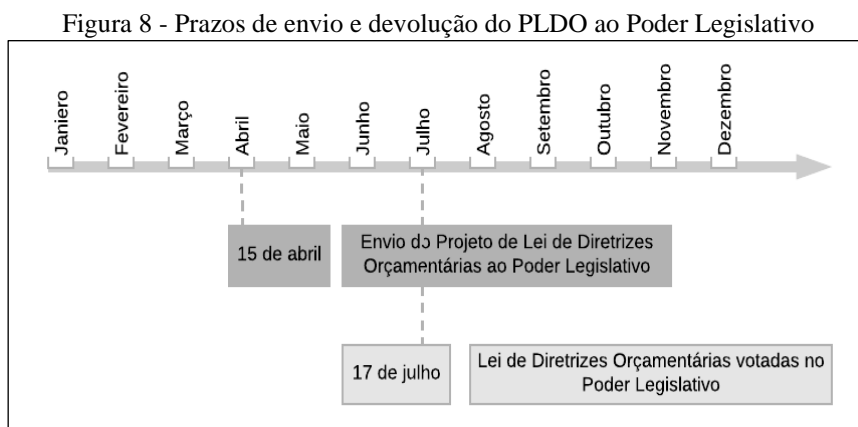 Figura 8 - Prazos de envio e devolução do PLDO ao Poder Legislativo
Janiero
Fevereiro
Março
Abril
Maio
Junho
Julho
Agosto
Setembro
Outubro
Novembro
Dezembro
15 de abril
Envio do Projeto de Lei de Diretrizes
Orçamentárias ao Poder Legislativo
17 de julho
Lei de Diretrizes Orçamentárias votadas no
Poder Legislativo